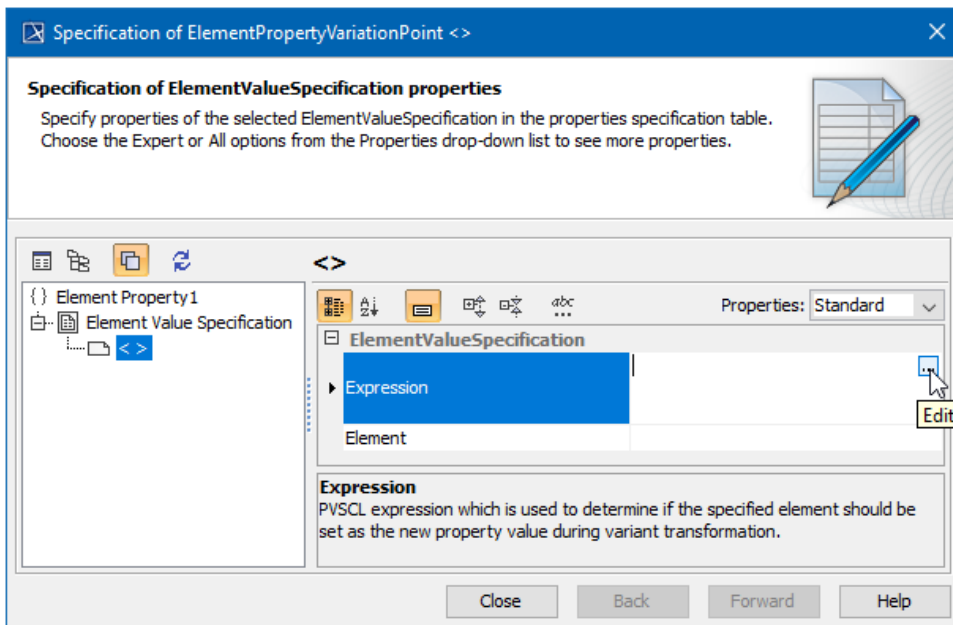 Specification of ElementPropertyVariationPoint <>
Specification of ElementValueSpecification properties
Specify properties of the selected ElementValueSpecification in the properties specification table.
Choose the Expert or All options from the Properties drop-down list to see more properties.
<>
{ } Element Property1
Element Value Specification
< >
A
Z
abc
...
Properties: Standard
ElementValueSpecification
Expression
...
Edit
Element
Expression
PVSCL expression which is used to determine if the specified element should be
set as the new property value during variant transformation.
Close
Back
Forward
Help